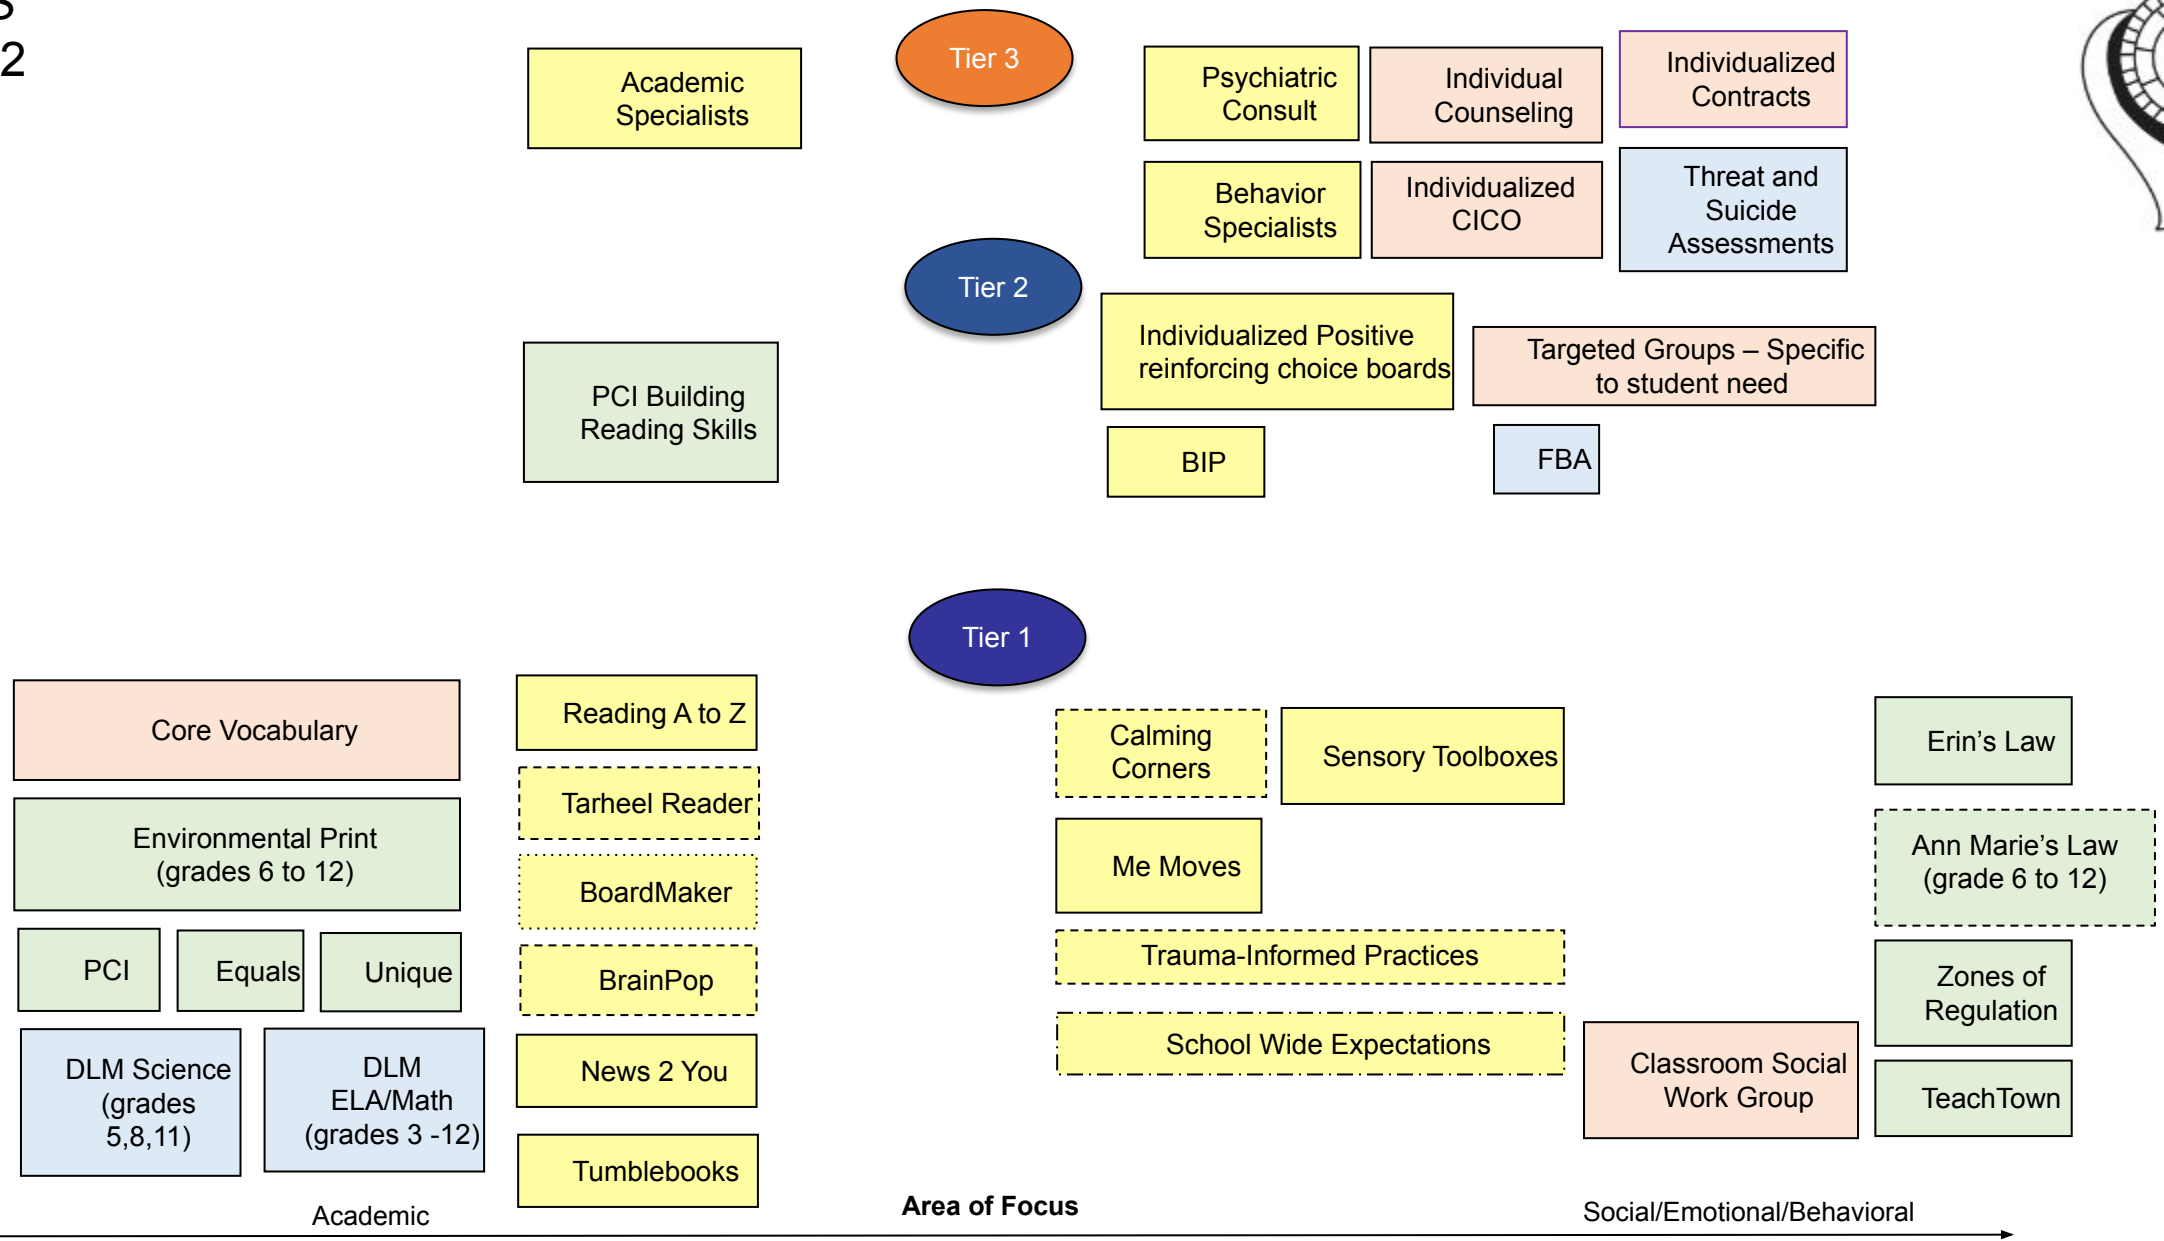 2
Tier 3
Academic
Specialists
Psychiatric
Consult
Individual
Counseling
Individualized
Contracts
Behavior
Specialists
Individualized
CICO
Threat and
Suicide
Assessments
Tier 2
Individualized Positive
reinforcing choice boards
Targeted Groups – Specific
to student need
PCI Building
Reading Skills
BIP
FBA
Tier 1
Core Vocabulary
Environmental Print
(grades 6 to 12)
PCI
Equals
Unique
DLM Science
(grades
5,8,11)
DLM
ELA/Math
(grades 3 -12)
Reading A to Z
Tarheel Reader
BoardMaker
BrainPop
News 2 You
Tumblebooks
Calming
Corners
Sensory Toolboxes
Me Moves
Trauma-Informed Practices
School Wide Expectations
Classroom Social
Work Group
Erin’s Law
Ann Marie’s Law
(grade 6 to 12)
Zones of
Regulation
TeachTown
Academic
Area of Focus
Social/Emotional/Behavioral